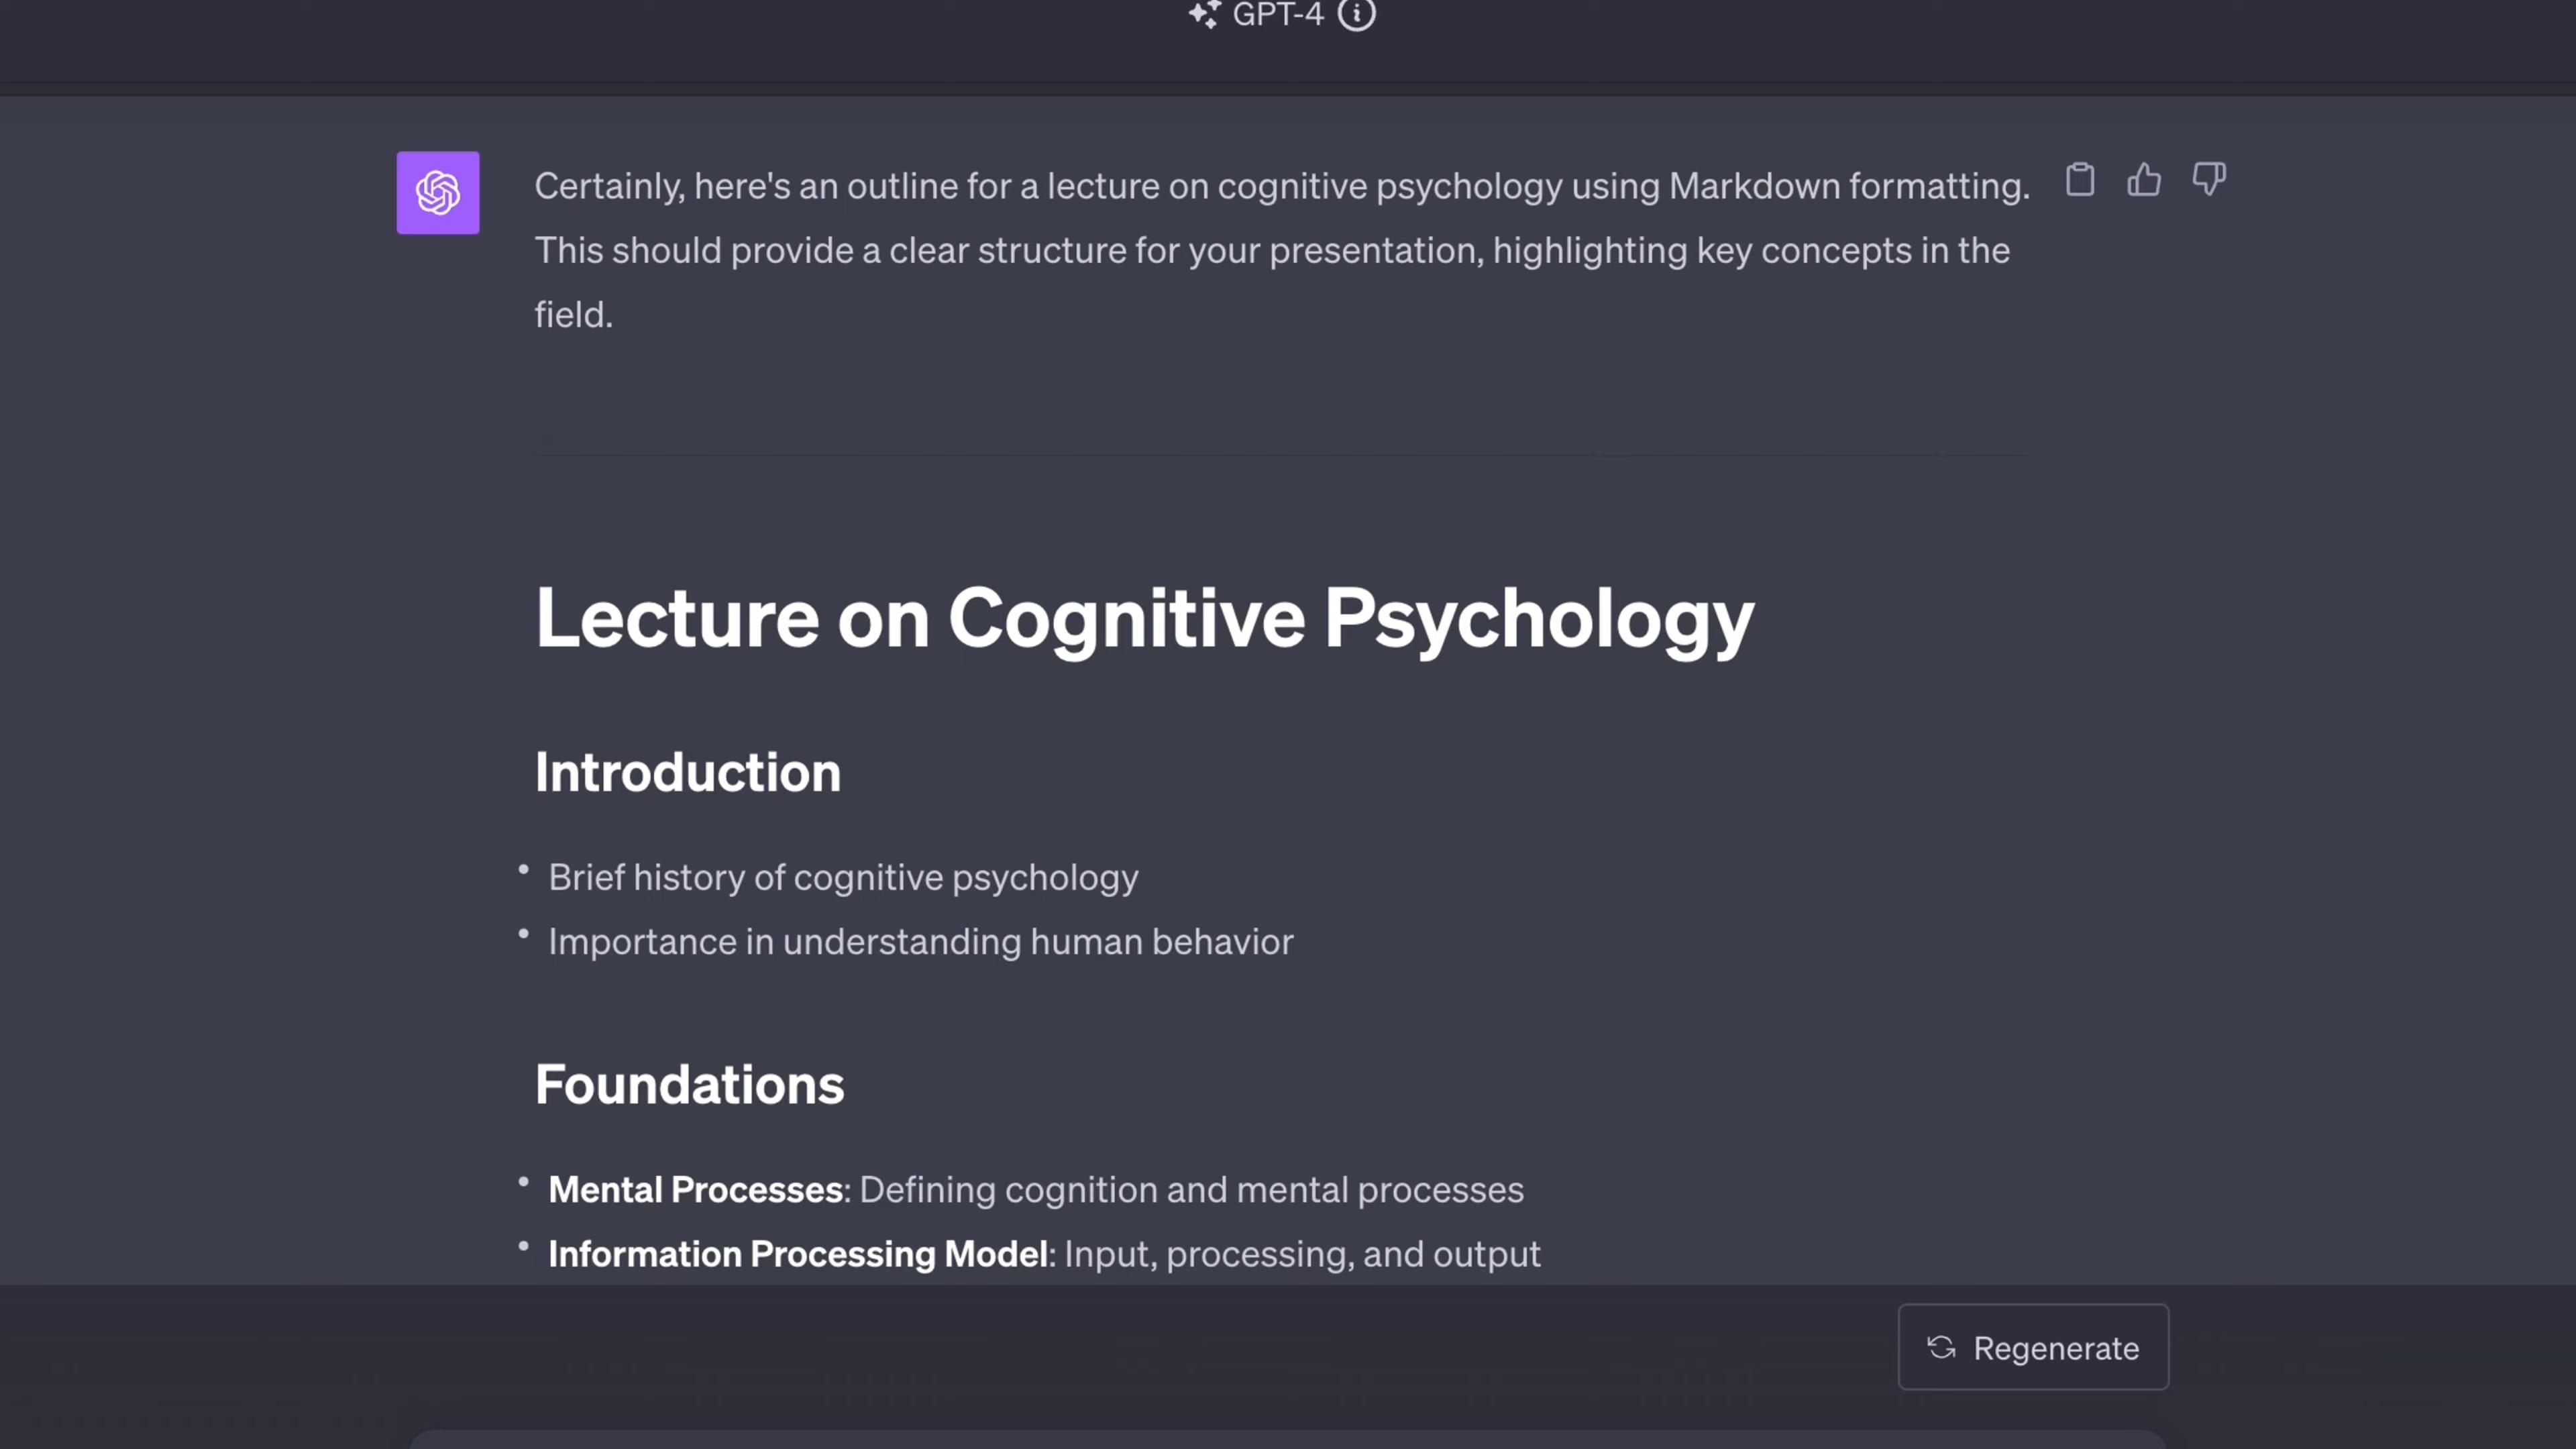 GPT-4
Certainly, here's an outline for a lecture on cognitive psychology using Markdown formatting.
This should provide a clear structure for your presentation, highlighting key concepts in the
field.
Lecture on Cognitive Psychology
Introduction
• Brief history of cognitive psychology
• Importance in understanding human behavior
Foundations
• Mental Processes: Defining cognition and mental processes
• Information Processing Model: Input, processing, and output
Regenerate